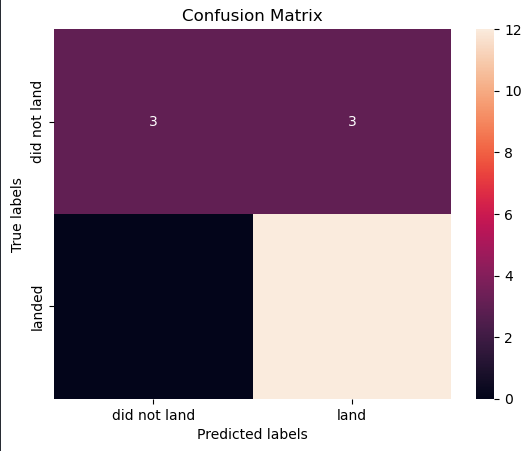 Confusion Matrix
True labels
did not land
landed
3 3
did not land land
Predicted labels
12
10
8
6
4
2
0